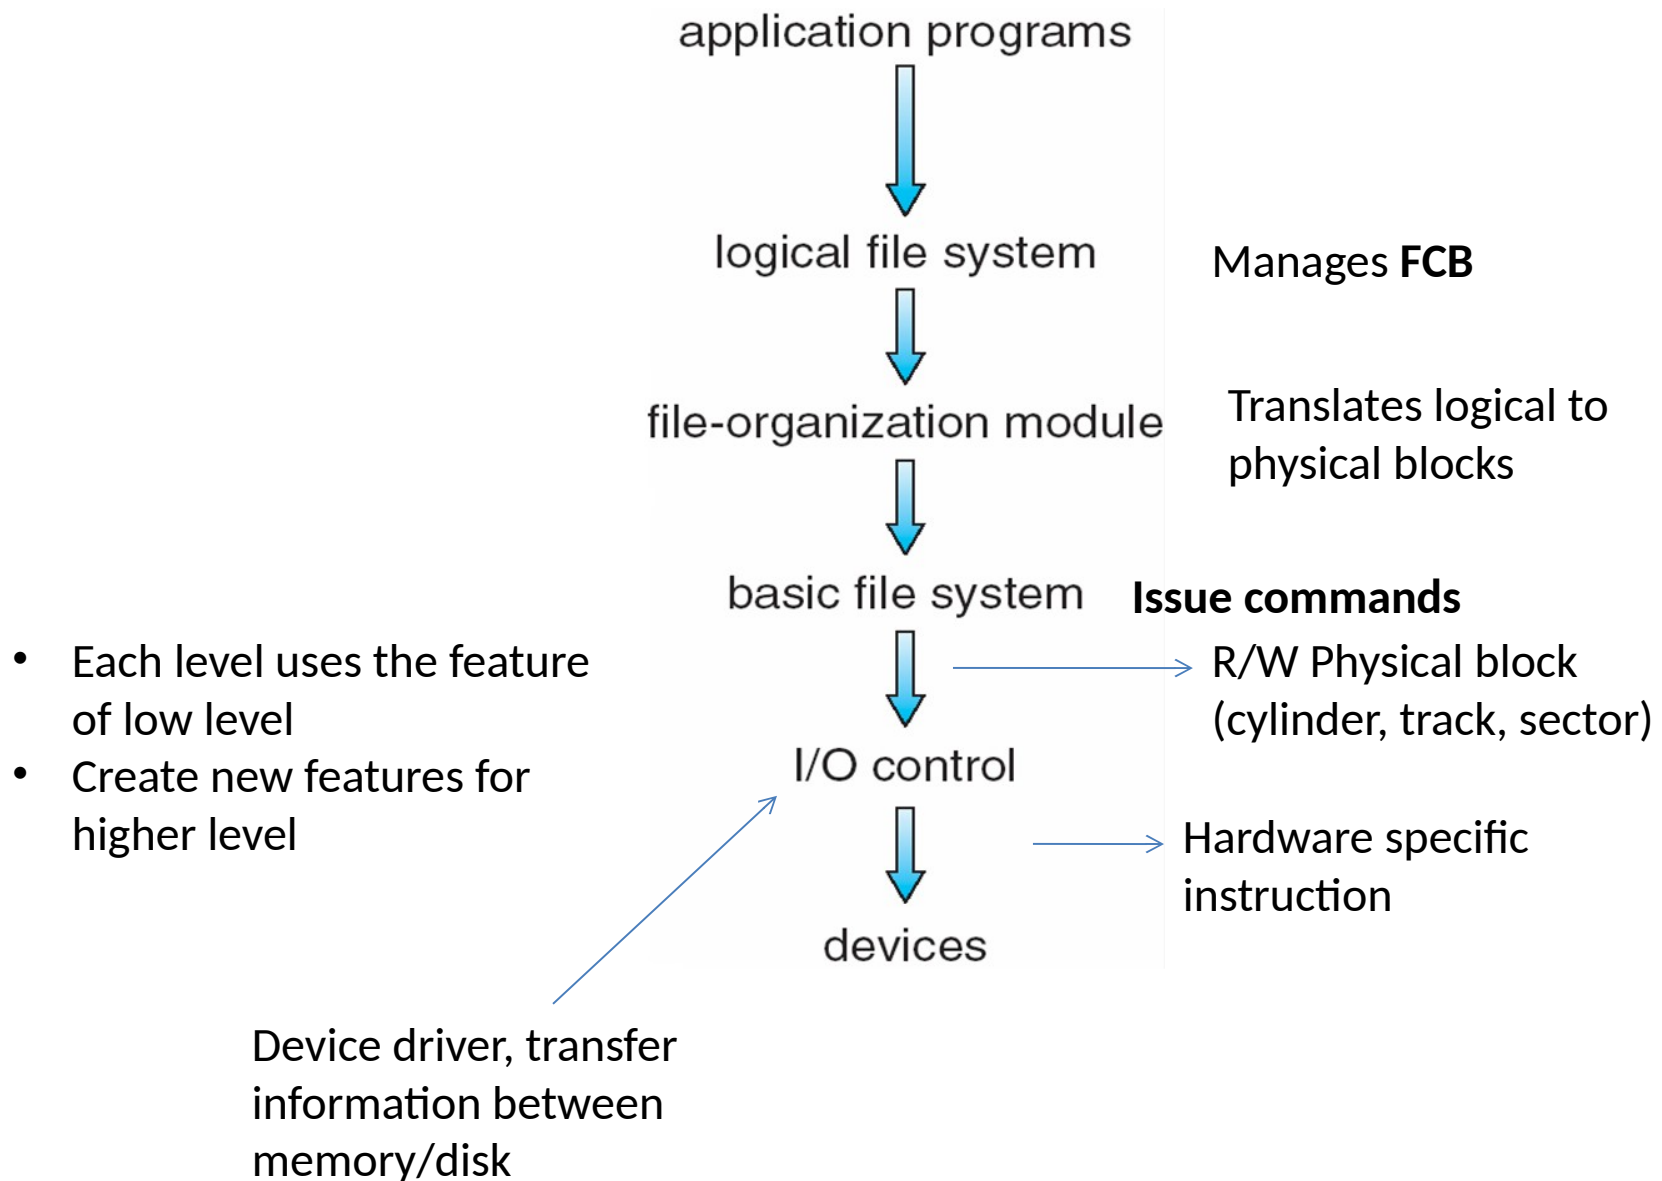 application programs
logical file system
Manages FCB
file-organization module
Translates logical to
physical blocks
basic file system
Issue commands
• Each level uses the feature
of low level
• Create new features for
higher level
R/W Physical block
(cylinder, track, sector)
I/O control
Hardware specific
instruction
devices
Device driver, transfer
information between
memory/disk